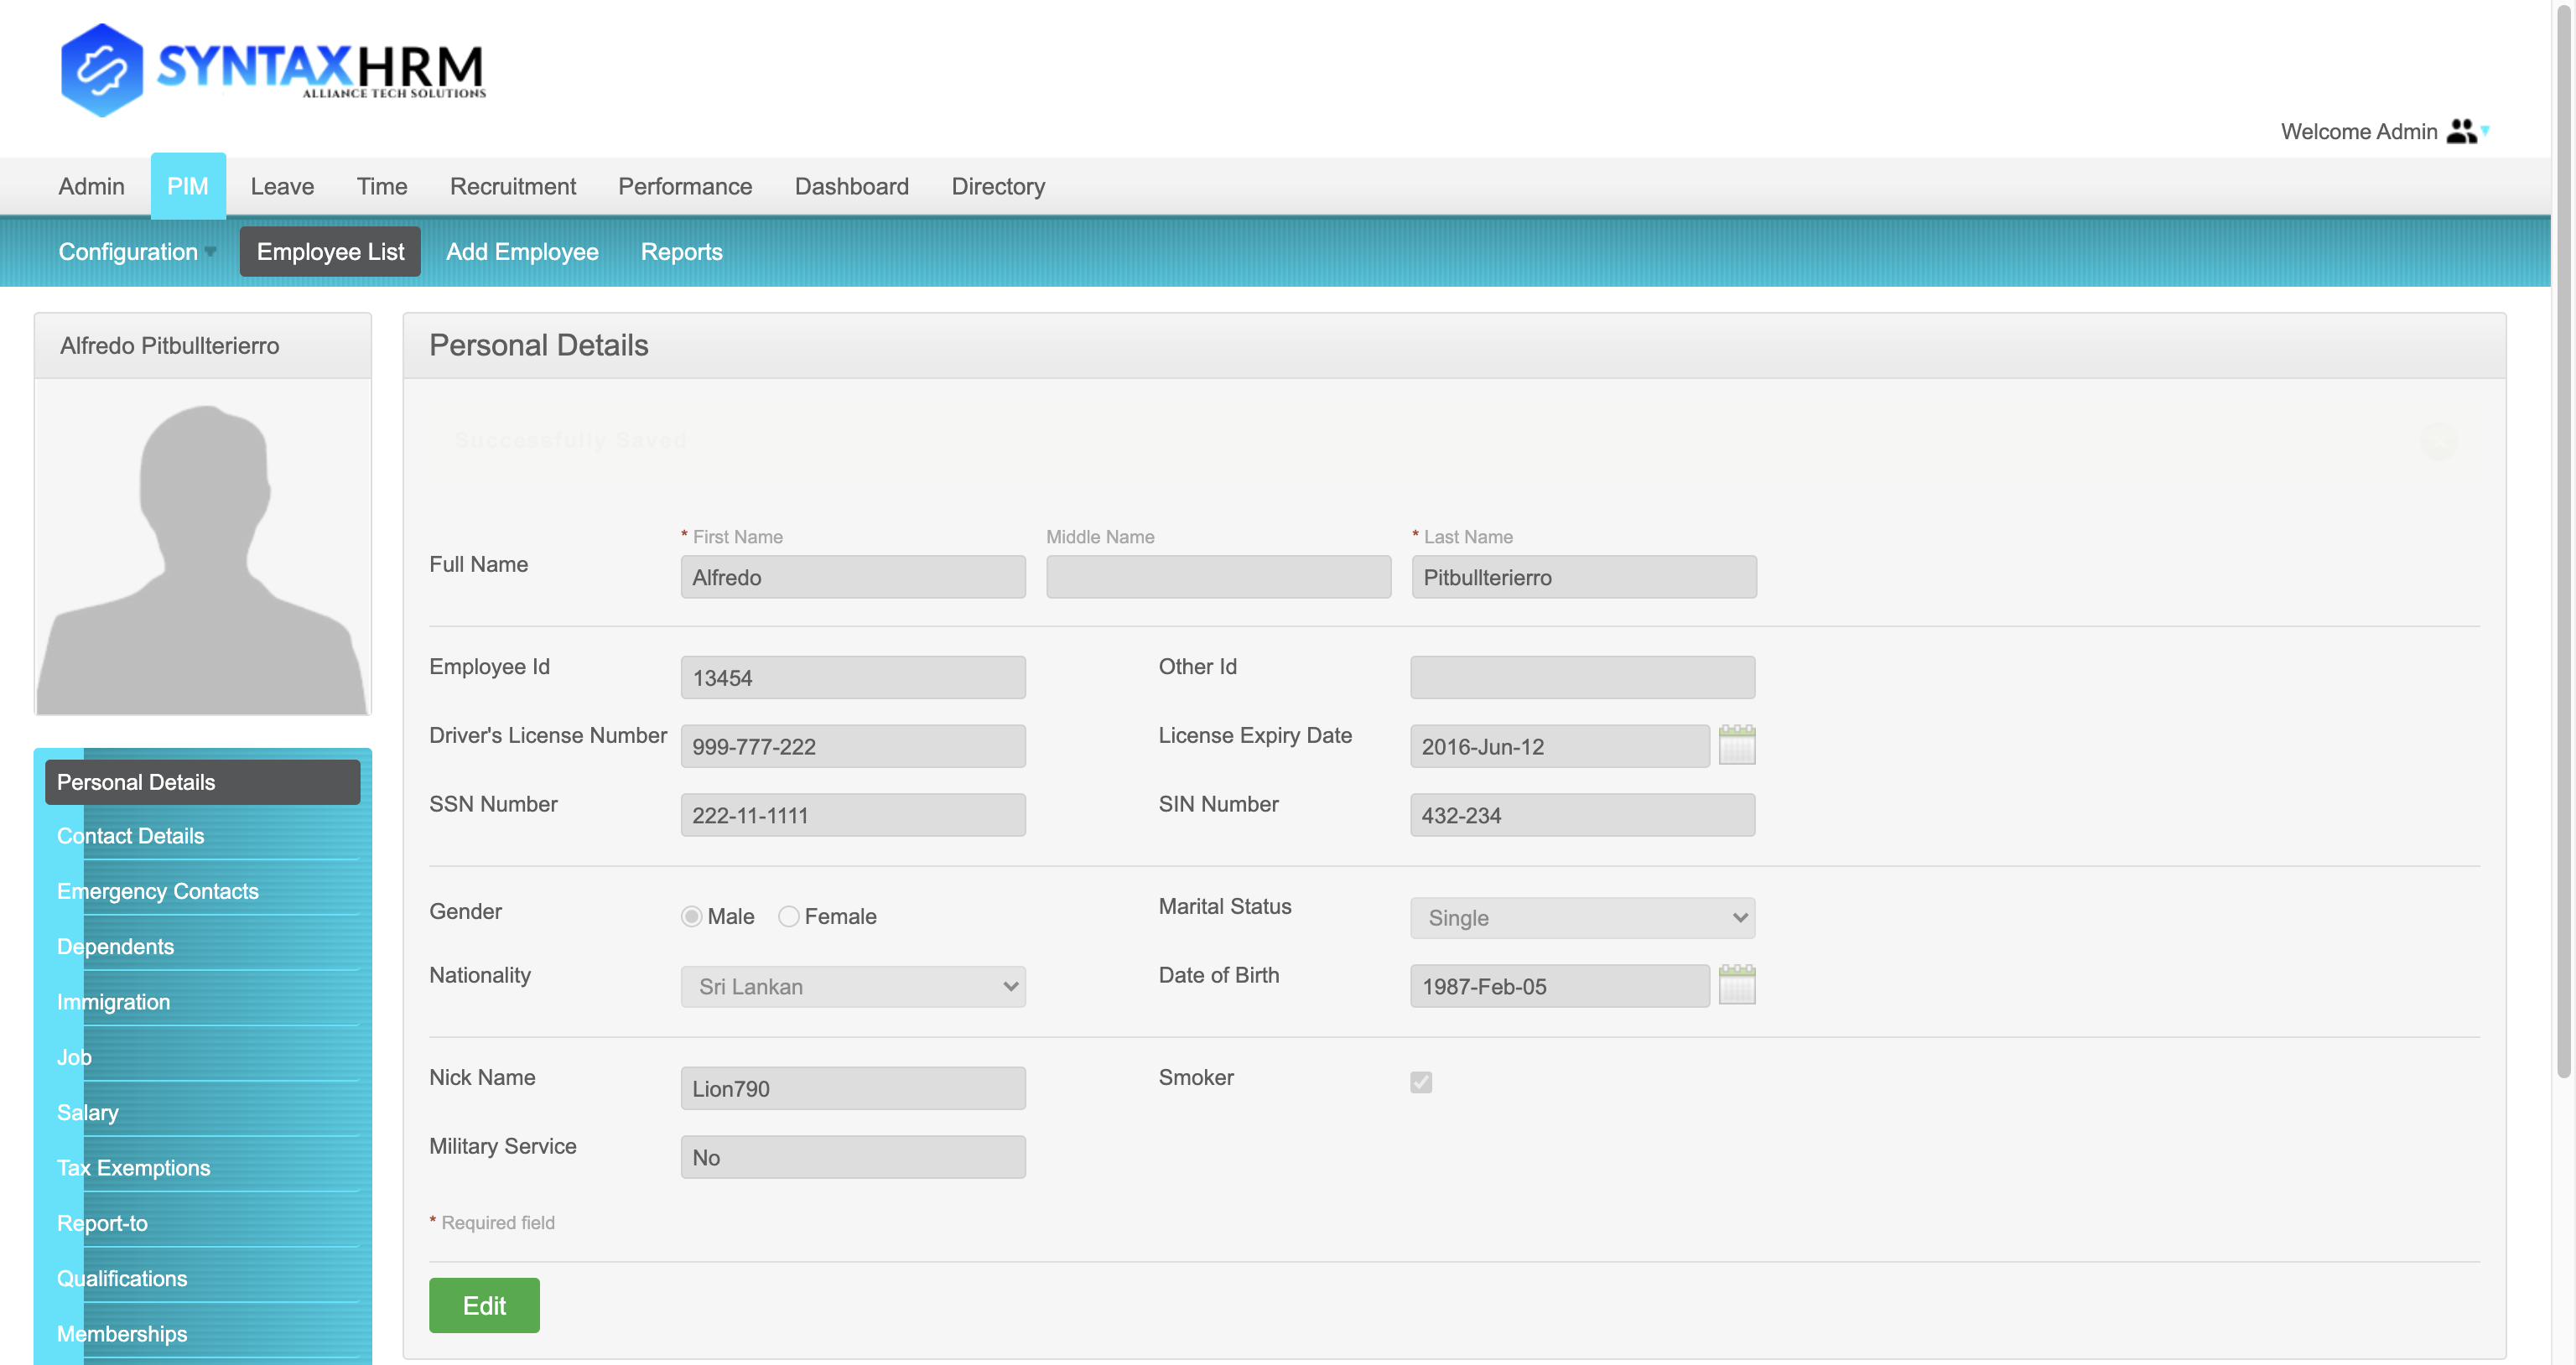 SYNTAXHRM
ALLIANCE TECH SOLUTIONS
Welcome Admin
Admin PIM Leave Time Recruitment Performance Dashboard Directory
Configuration Employee List Add Employee Reports
Alfredo Pitbullterierro
Personal Details
Successfully Saved
* First Name Middle Name * Last Name
Full Name Alfredo Pitbullterierro
Employee Id 13454 Other Id
Driver's License Number 999-777-222 License Expiry Date 2016-Jun-12
SSN Number 222-11-1111 SIN Number 432-234
Gender Male Female Marital Status Single
Nationality Sri Lankan Date of Birth 1987-Feb-05
Nick Name Lion790 Smoker
Military Service No
* Required field
Edit
Personal Details
Contact Details
Emergency Contacts
Dependents
Immigration
Job
Salary
Tax Exemptions
Report-to
Qualifications
Memberships